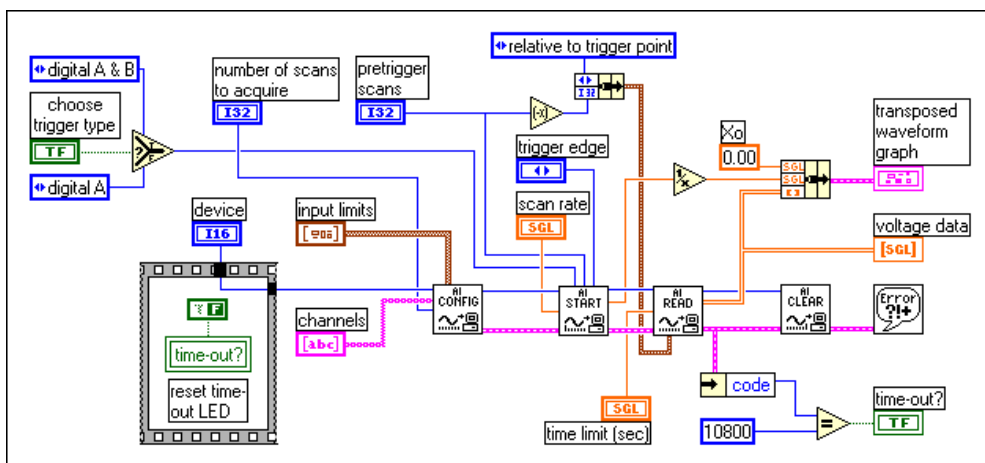 relative to trigger point
digital A & B
number of scans
to acquire
I32
pretrigger
scans
I32
I32
(-x)
choose
trigger type
TF
?
F
digital A
trigger edge
Xo
0.00
SGL
SGL
1/x
transposed
waveform
graph
device
I16
input limits
scan rate
SGL
voltage data
[SGL]
AI
CONFIG
AI
START
AI
READ
AI
CLEAR
Error
?!+
F
time-out?
reset time-
out LED
channels
[abc]
SGL
time limit (sec)
code
10800
=
time-out?
TF